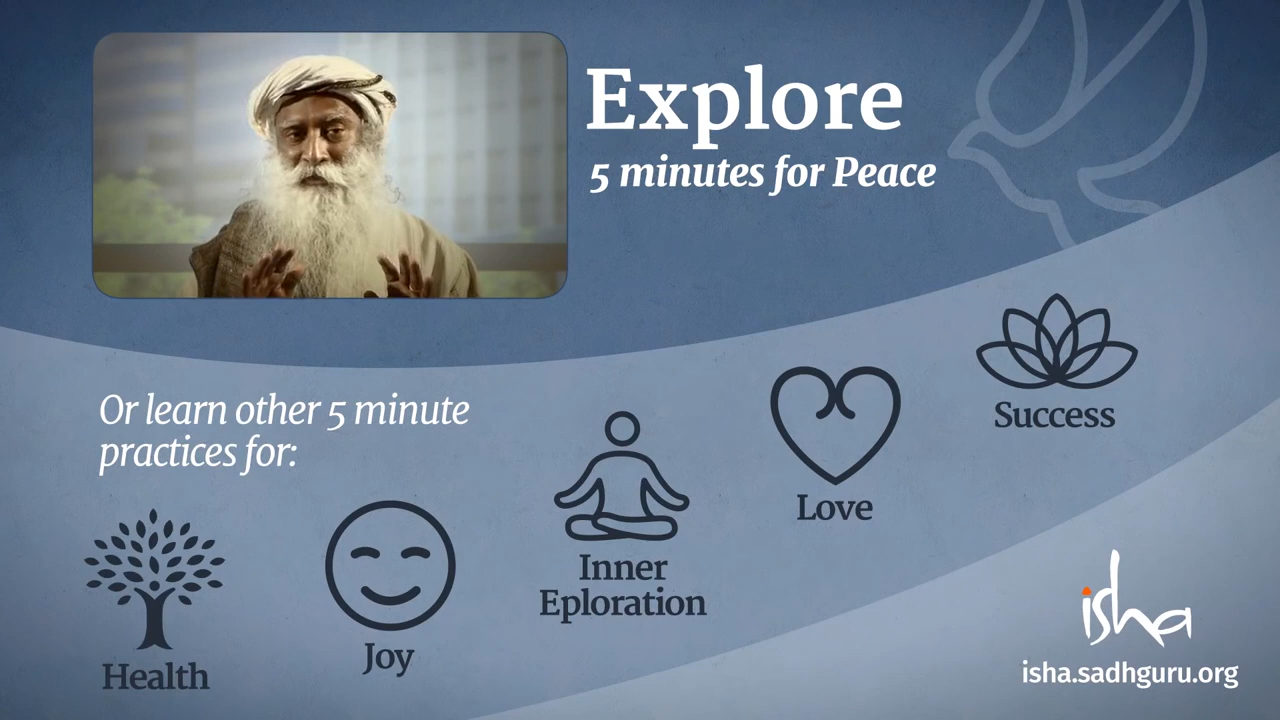 Explore
5 minutes for Peace
Or learn other 5 minute
practices for:
Health
Joy
Inner
Eploration
Love
Success
isha
isha.sadhguru.org